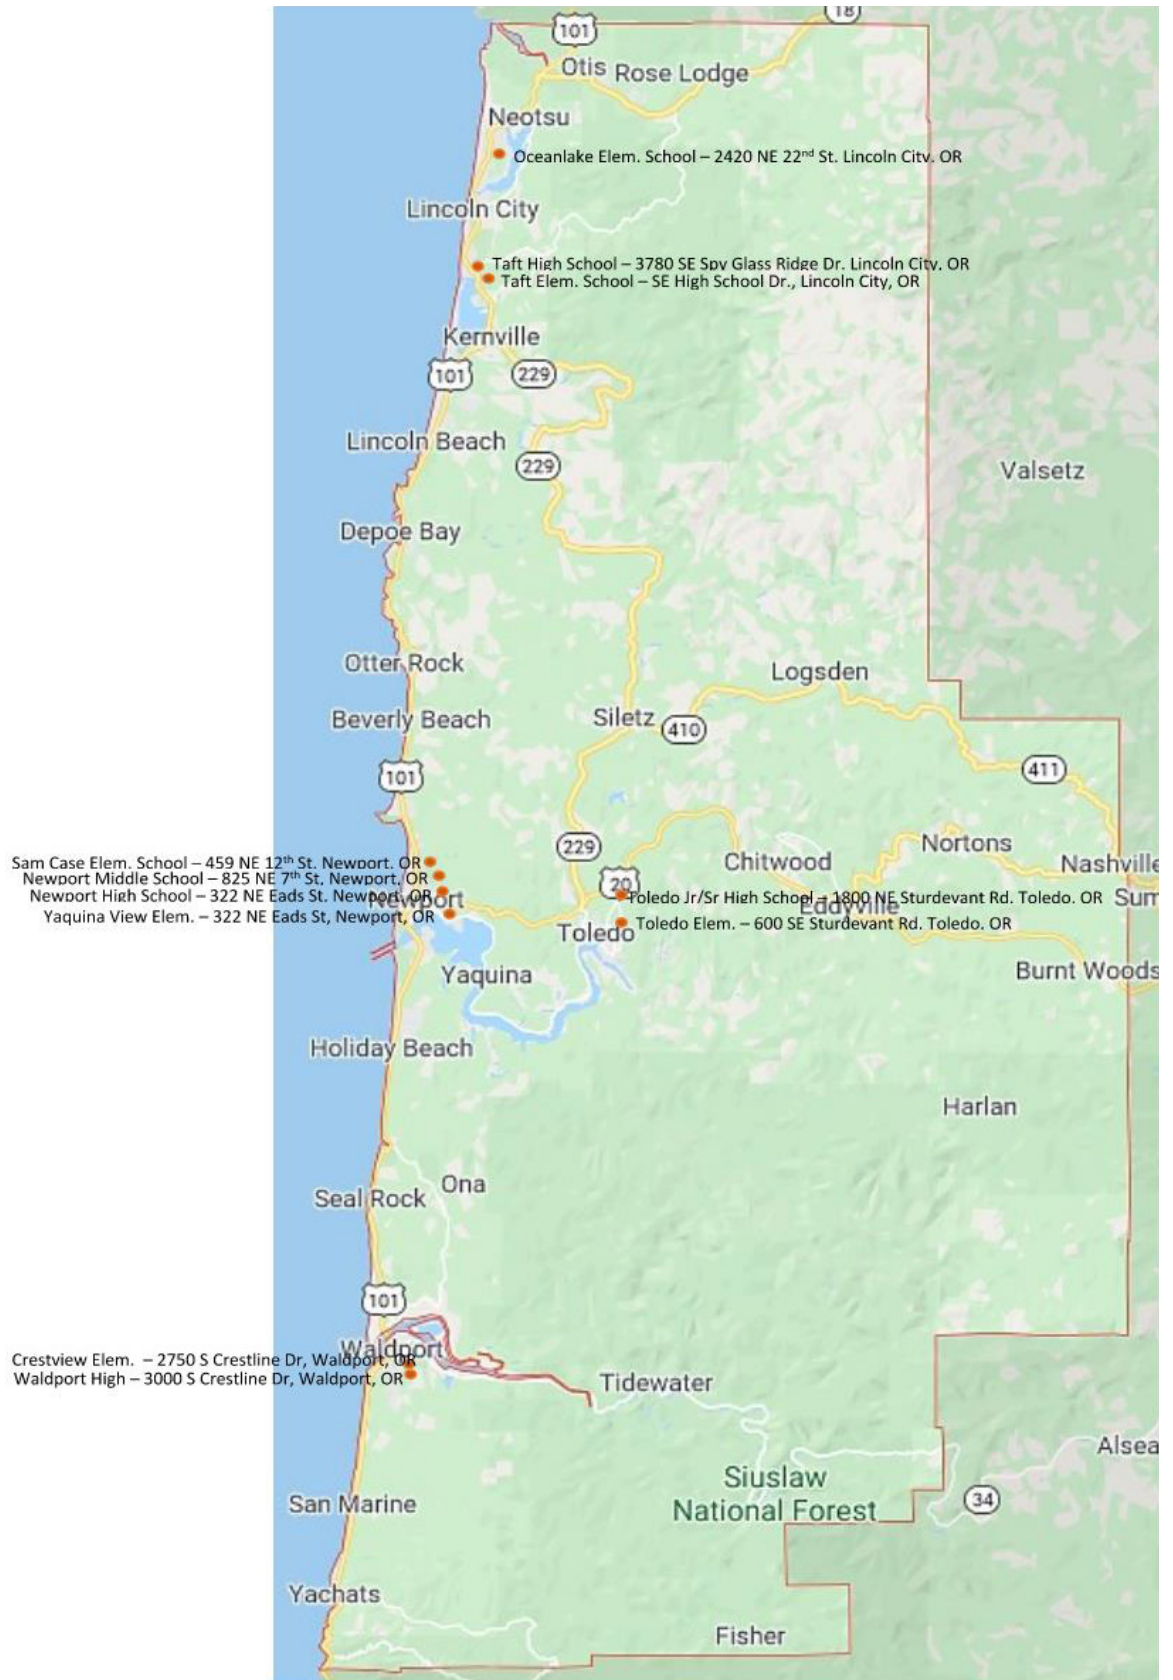 18
101
Otis
Rose Lodge
Neotsu
Oceanlake Elem. School – 2420 NE 22nd St. Lincoln City. OR
Lincoln City
Taft High School – 3780 SE Spy Glass Ridge Dr. Lincoln City. OR
Taft Elem. School – SE High School Dr., Lincoln City, OR
Kernville
101
229
Lincoln Beach
229
Valsetz
Depoe Bay
Otter Rock
Logsden
Beverly Beach
Siletz
410
101
411
229
Nortons
Chitwood
Nashville
Sam Case Elem. School – 459 NE 12th St. Newport. OR
Newport Middle School – 825 NE 7th St, Newport, OR
20
Newport High School – 322 NE Eads St. Newport, OR
Newport
Toledo Jr/Sr High School – 1800 NE Sturdevant Rd. Toledo. OR
Sum
Eddyville
Yaquina View Elem. – 322 NE Eads St, Newport, OR
Toledo
Toledo Elem. – 600 SE Sturdevant Rd. Toledo. OR
Yaquina
Burnt Woods
Holiday Beach
Harlan
Ona
Seal Rock
101
Waldport
Crestview Elem. – 2750 S Crestline Dr, Waldport, OR
Waldport High – 3000 S Crestline Dr, Waldport, OR
Tidewater
Alsea
Siuslaw
National Forest
34
San Marine
Yachats
Fisher